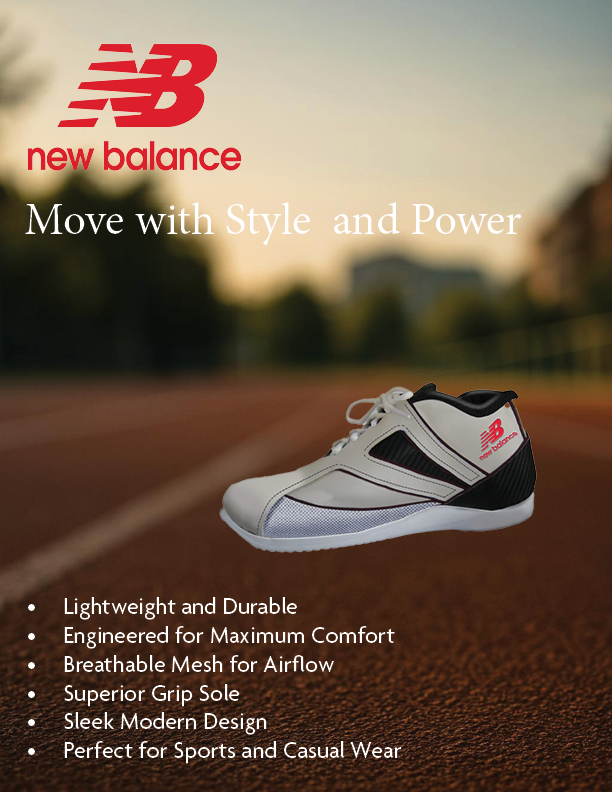 NB
new balance
Move with Style  and Power
NB
new balance
• Lightweight and Durable
• Engineered for Maximum Comfort
• Breathable Mesh for Airflow
• Superior Grip Sole
• Sleek Modern Design
• Perfect for Sports and Casual Wear